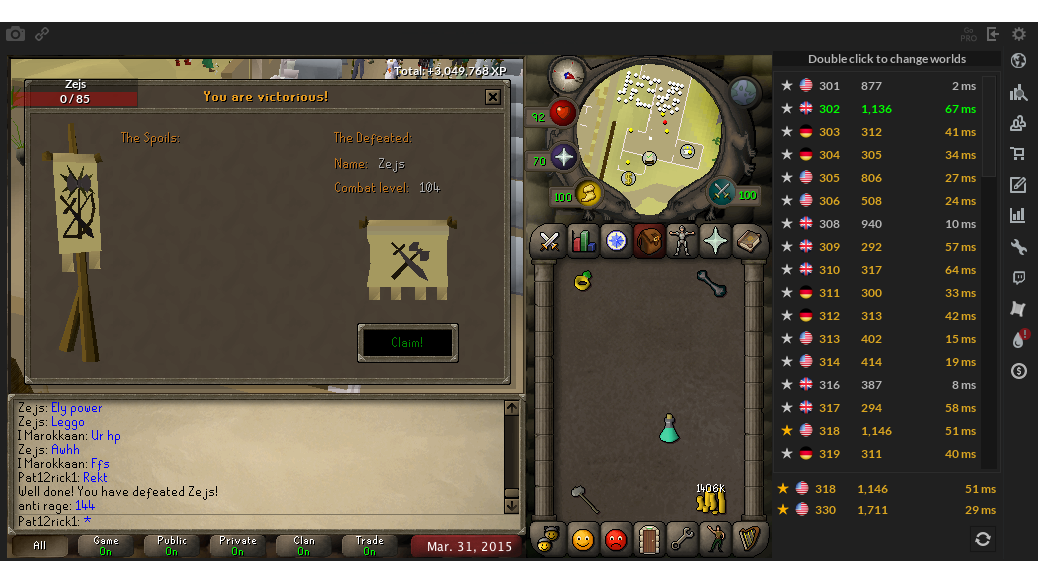 Go
PRO
Total: +3,049,768 XP
Zejs
0 / 85
You are victorious!
The Spoils:
The Defeated:
Name: Zejs
Combat level: 104
Claim!
92
70
100
100
1406K
Zejs: Ely power
Zejs: Leggo
I Marokkaan: Ur hp
Zejs: Awhh
I Marokkaan: Ffs
Pat12rick1: Rekt
Well done! You have defeated Zejs!
anti rage: 144
Pat12rick1: *
All
Game
On
Public
On
Private
On
Clan
On
Trade
On
Mar. 31, 2015
Double click to change worlds
301 877 2 ms
302 1,136 67 ms
303 312 41 ms
304 305 34 ms
305 806 27 ms
306 508 24 ms
308 940 10 ms
309 292 57 ms
310 317 64 ms
311 300 33 ms
312 313 42 ms
313 402 15 ms
314 414 19 ms
316 387 8 ms
317 294 58 ms
318 1,146 51 ms
319 311 40 ms
318 1,146 51 ms
330 1,711 29 ms